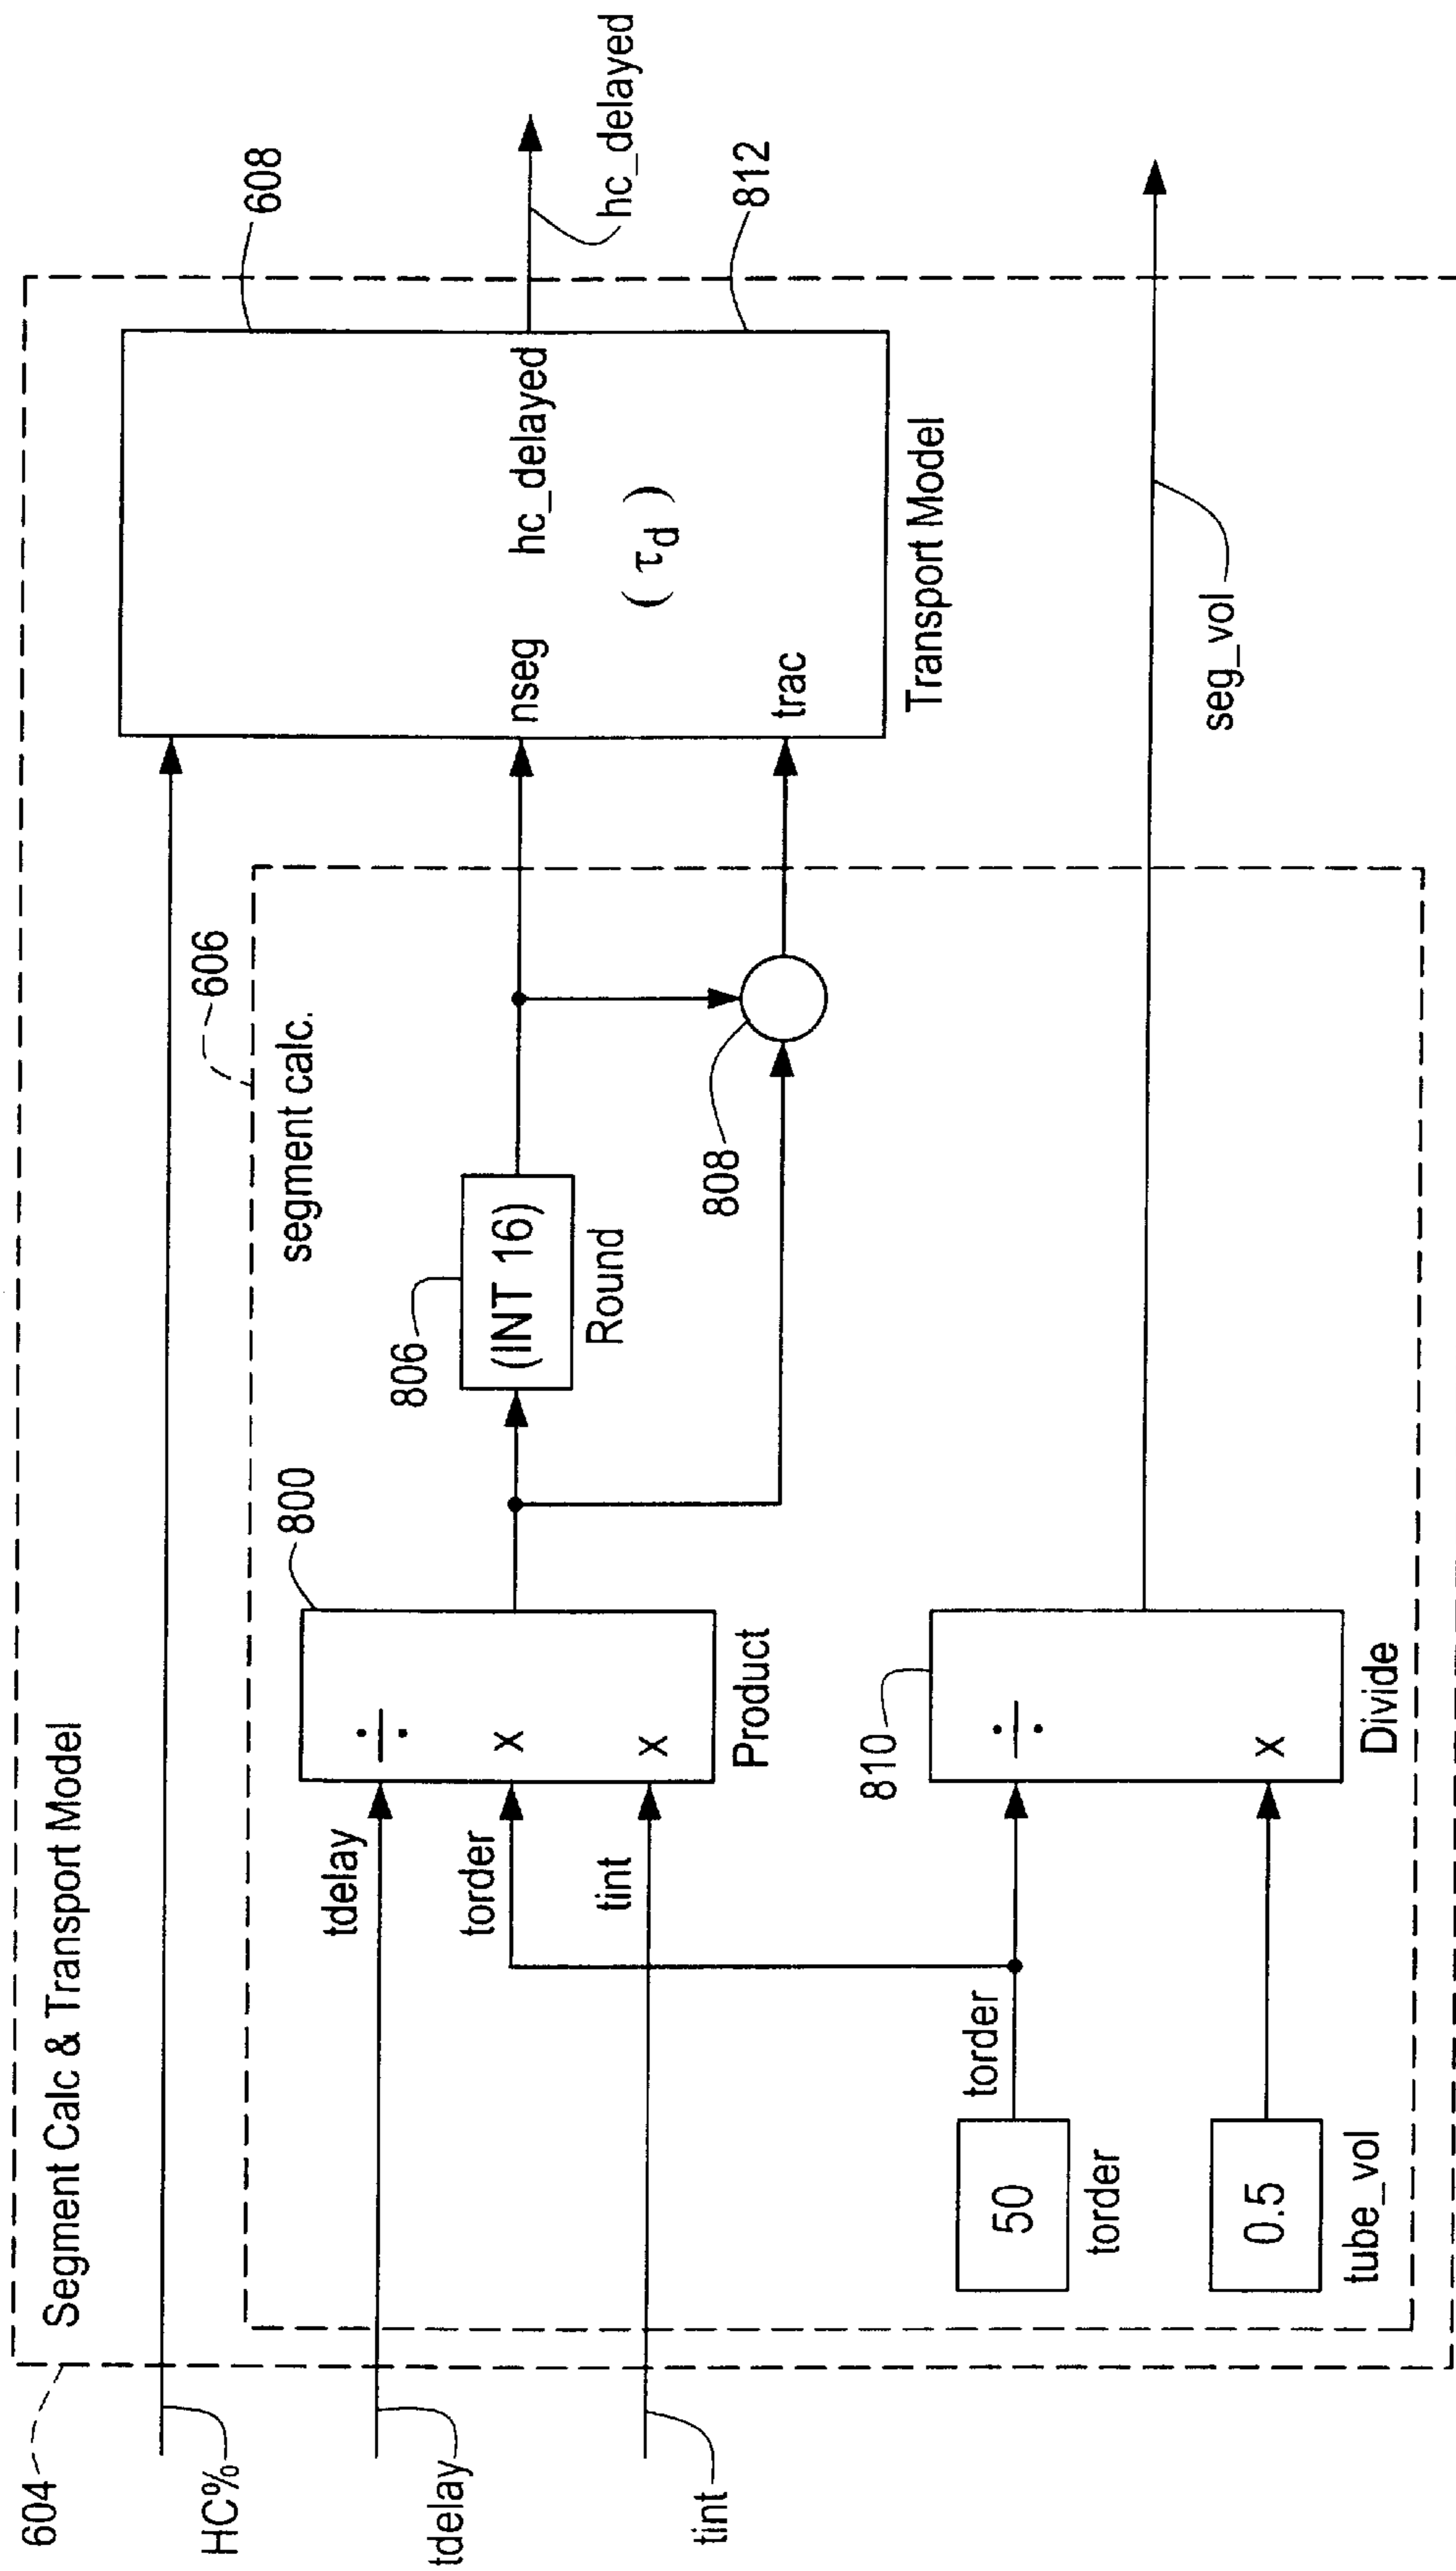 604
Segment Calc & Transport Model
HC%
tdelay
tint
606
segment calc.
tdelay
torder
tint
÷
x
x
800
Product
806
(INT 16)
Round
808
608
nseg
hc_delayed
( τd )
trac
812
Transport Model
hc_delayed
50
torder
torder
0.5
tube_vol
810
÷
x
Divide
seg_vol